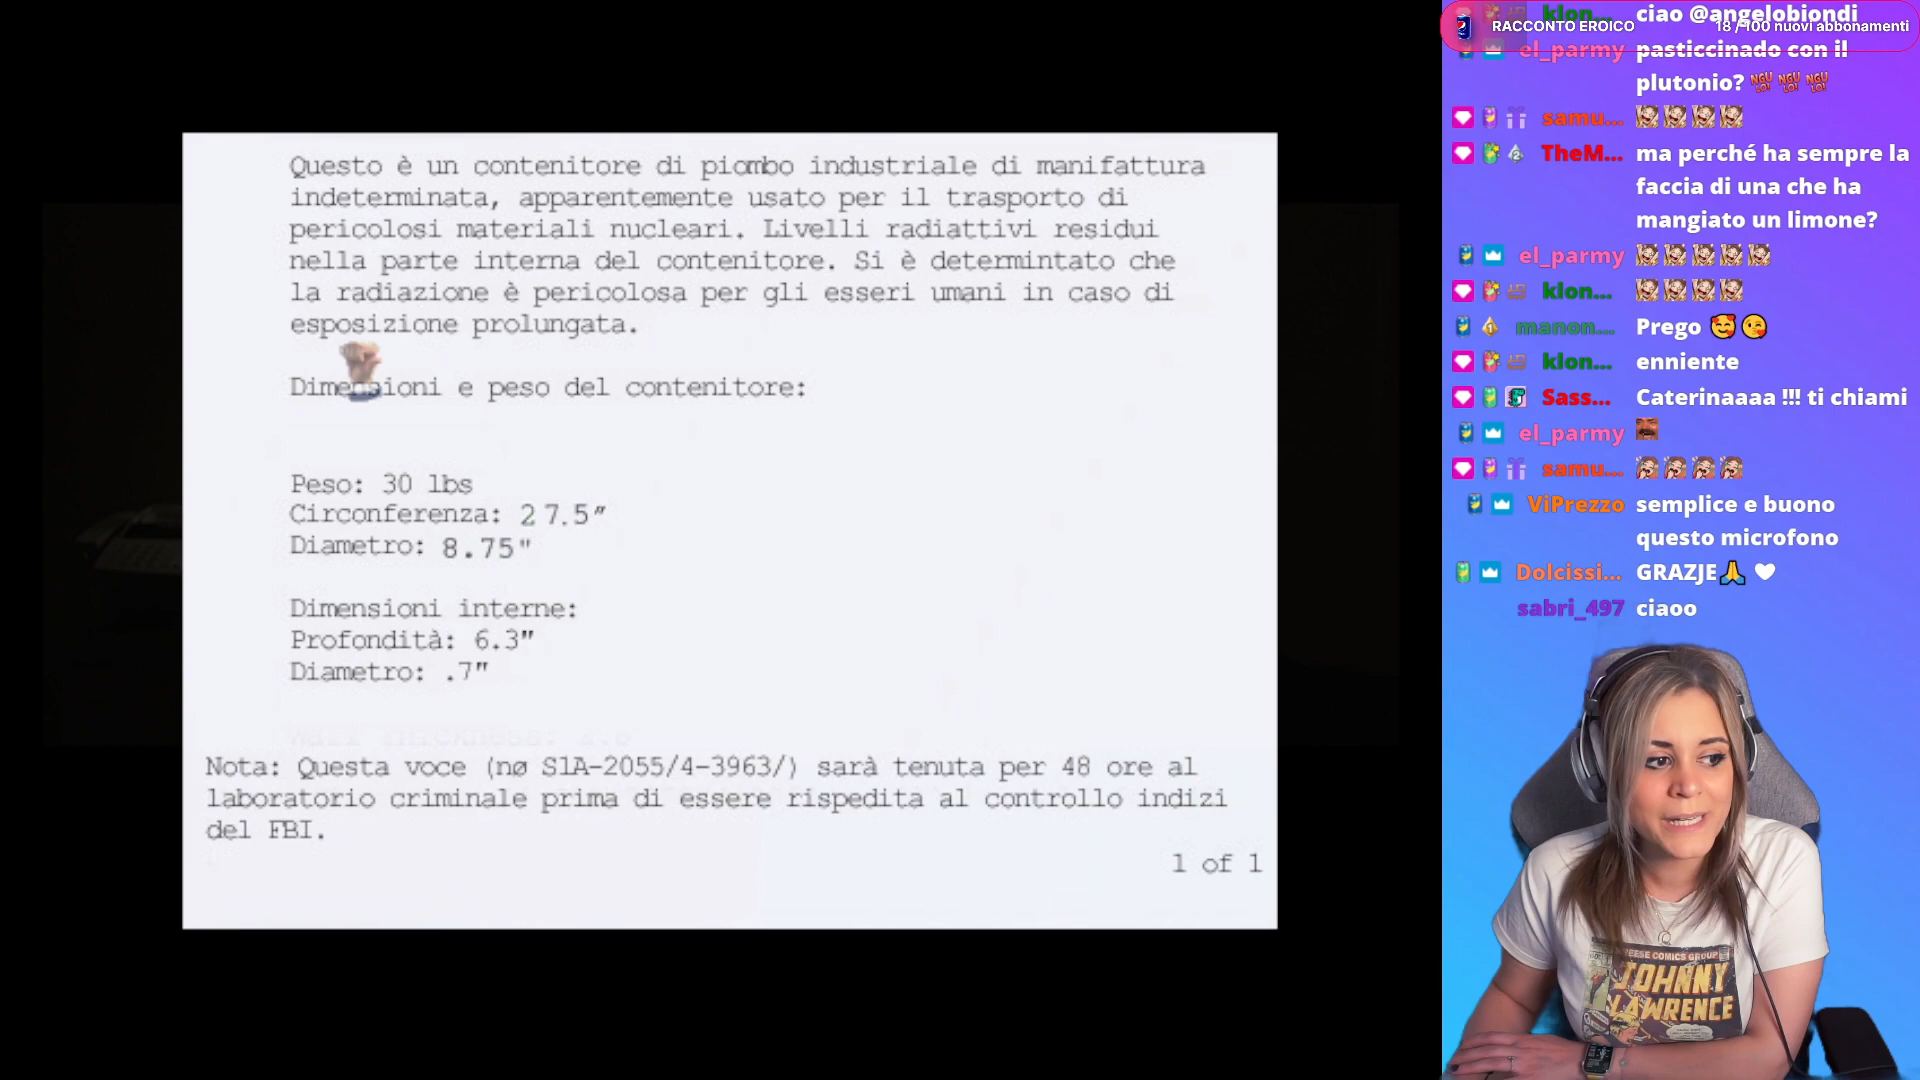 Questo è un contenitore di piombo industriale di manifattura
indeterminata, apparentemente usato per il trasporto di
pericolosi materiali nucleari. Livelli radiattivi residui
nella parte interna del contenitore. Si è determintato che
la radiazione è pericolosa per gli esseri umani in caso di
esposizione prolungata.
Dimensioni e peso del contenitore:
Peso: 30 lbs
Circonferenza: 27.5"
Diametro: 8.75"
Dimensioni interne:
Profondità: 6.3"
Diametro: .7"
Nota: Questa voce (nø S1A-2055/4-3963/) sarà tenuta per 48 ore al
laboratorio criminale prima di essere rispedita al controllo indizi
del FBI.
1 of 1
klon... ciao @angelobiondi
RACCONTO EROICO 18 / 100 nuovi abbonamenti
el_parmy pasticcinado con il
plutonio?
samu...
TheM... ma perché ha sempre la
faccia di una che ha
mangiato un limone?
el_parmy
klon...
manon... Prego 🥰 😘
klon... enniente
Sass... Caterinaaaa !!! ti chiami
el_parmy
samu...
ViPrezzo semplice e buono
questo microfono
Dolcissi... GRAZJE🙏 🤍
sabri_497 ciaoo
REESE COMICS GROUP
JOHNNY
LAWRENCE